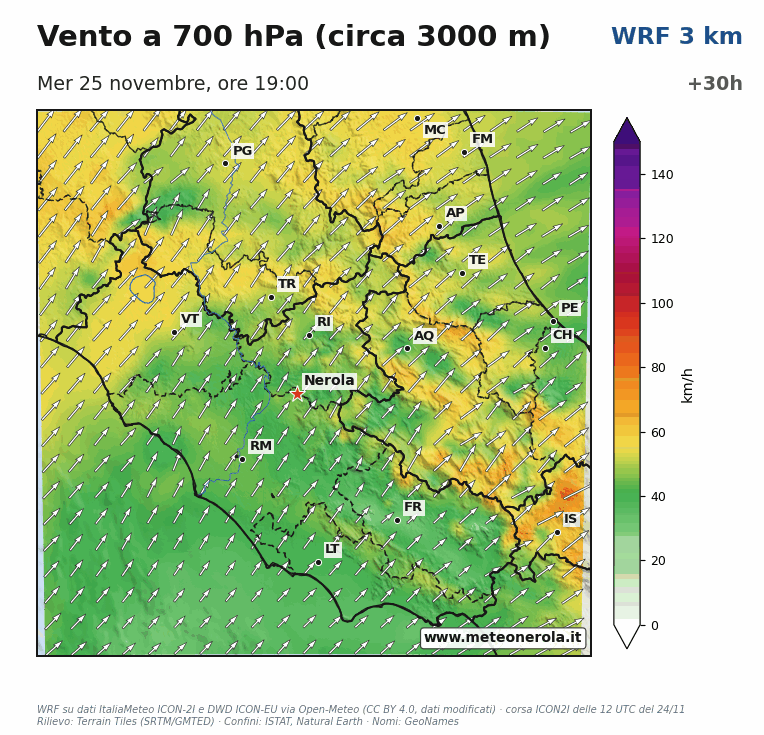 Vento a 700 hPa (circa 3000 m)
WRF 3 km
Mer 25 novembre, ore 19:00
+30h
MC
FM
PG
AP
TE
TR
PE
VT
RI
CH
AQ
Nerola
RM
FR
IS
LT
www.meteonerola.it
140
120
100
80
60
40
20
0
km/h
WRF su dati ItaliaMeteo ICON-2I e DWD ICON-EU via Open-Meteo (CC BY 4.0, dati modificati) · corsa ICON2I delle 12 UTC del 24/11
Rilievo: Terrain Tiles (SRTM/GMTED) · Confini: ISTAT, Natural Earth · Nomi: GeoNames